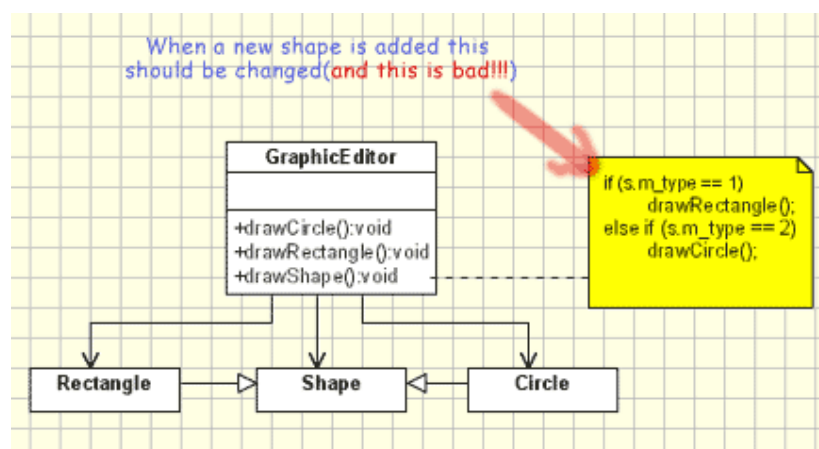 When a new shape is added this
should be changed(and this is bad!!!)
GraphicEditor
+drawCircle():void
+drawRectangle():void
+drawShape():void
if (s.m_type == 1)
drawRectangle();
else if (s.m_type == 2)
drawCircle();
Rectangle
Shape
Circle